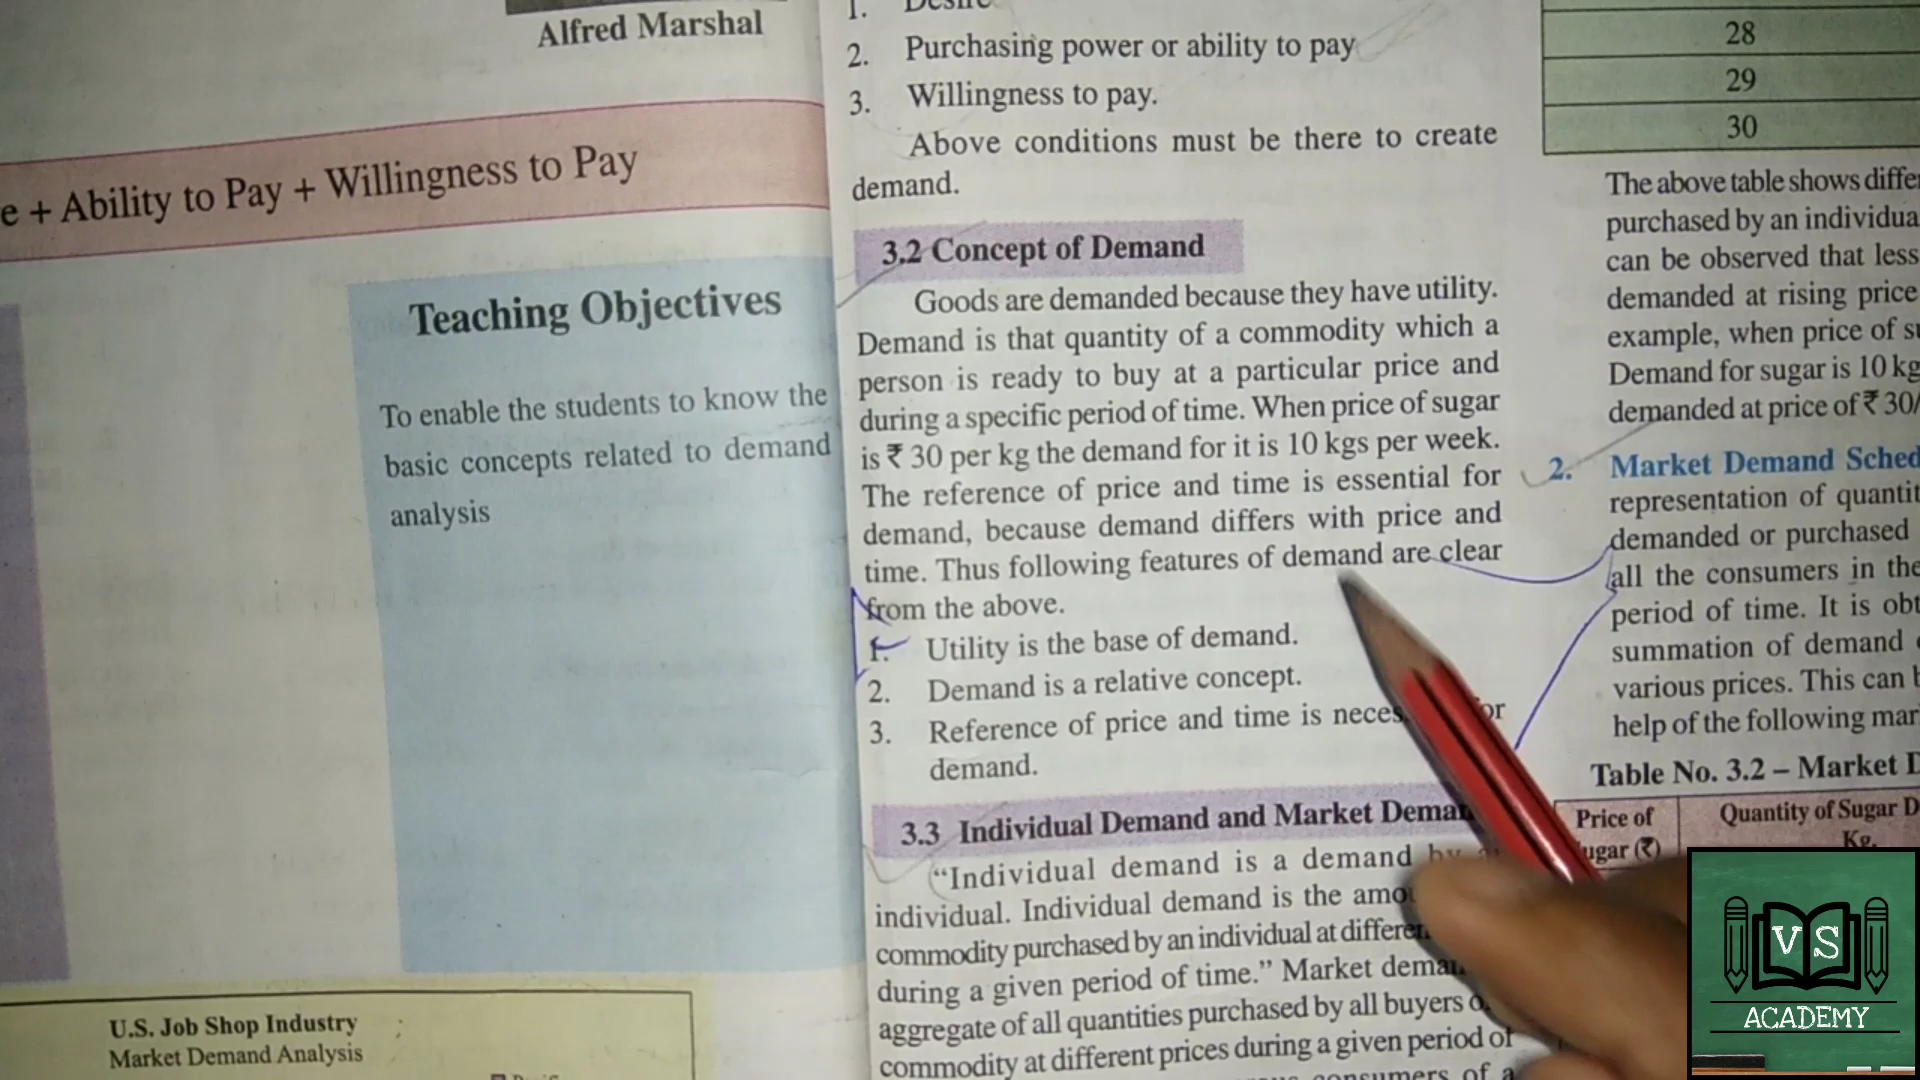 Alfred Marshal
e + Ability to Pay + Willingness to Pay
Teaching Objectives
To enable the students to know the
basic concepts related to demand
analysis
U.S. Job Shop Industry
Market Demand Analysis
1. Desire
2. Purchasing power or ability to pay
3. Willingness to pay.
Above conditions must be there to create
demand.
3.2 Concept of Demand
Goods are demanded because they have utility.
Demand is that quantity of a commodity which a
person is ready to buy at a particular price and
during a specific period of time. When price of sugar
is ₹ 30 per kg the demand for it is 10 kgs per week.
The reference of price and time is essential for
demand, because demand differs with price and
time. Thus following features of demand are clear
from the above.
1. Utility is the base of demand.
2. Demand is a relative concept.
3. Reference of price and time is neces or
demand.
3.3 Individual Demand and Market Deman
“Individual demand is a demand by
individual. Individual demand is the amo
commodity purchased by an individual at differen
during a given period of time.” Market deman
aggregate of all quantities purchased by all buyers o
commodity at different prices during a given period of
consumers of a
28
29
30
The above table shows differ
purchased by an individua
can be observed that less
demanded at rising price
example, when price of su
Demand for sugar is 10 kg
demanded at price of ₹ 30/
2. Market Demand Sched
representation of quantit
demanded or purchased
all the consumers in the
period of time. It is obt
summation of demand
various prices. This can b
help of the following mar
Table No. 3.2 – Market D
Price of
ugar (₹)
Quantity of Sugar D
Kg.
VS
ACADEMY